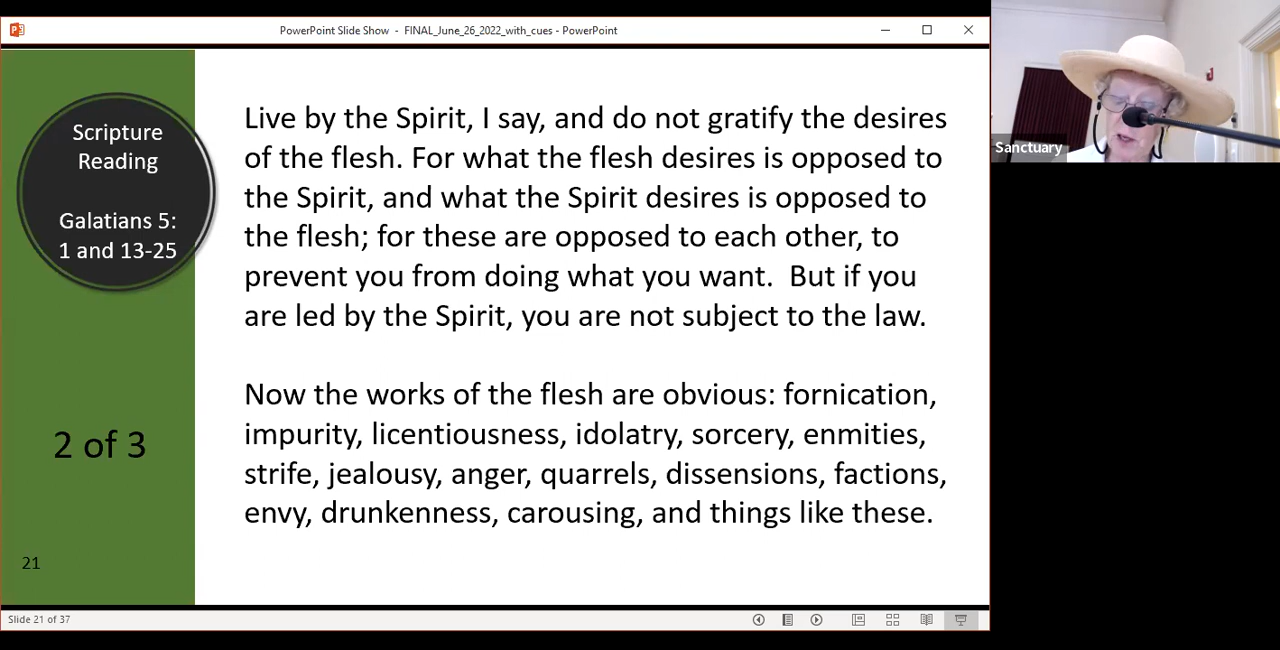 PowerPoint Slide Show - FINAL_June_26_2022_with_cues - PowerPoint
Scripture
Reading
Galatians 5:
1 and 13-25
2 of 3
21
Live by the Spirit, I say, and do not gratify the desires
of the flesh. For what the flesh desires is opposed to
the Spirit, and what the Spirit desires is opposed to
the flesh; for these are opposed to each other, to
prevent you from doing what you want.  But if you
are led by the Spirit, you are not subject to the law.
Now the works of the flesh are obvious: fornication,
impurity, licentiousness, idolatry, sorcery, enmities,
strife, jealousy, anger, quarrels, dissensions, factions,
envy, drunkenness, carousing, and things like these.
Slide 21 of 37
Sanctuary